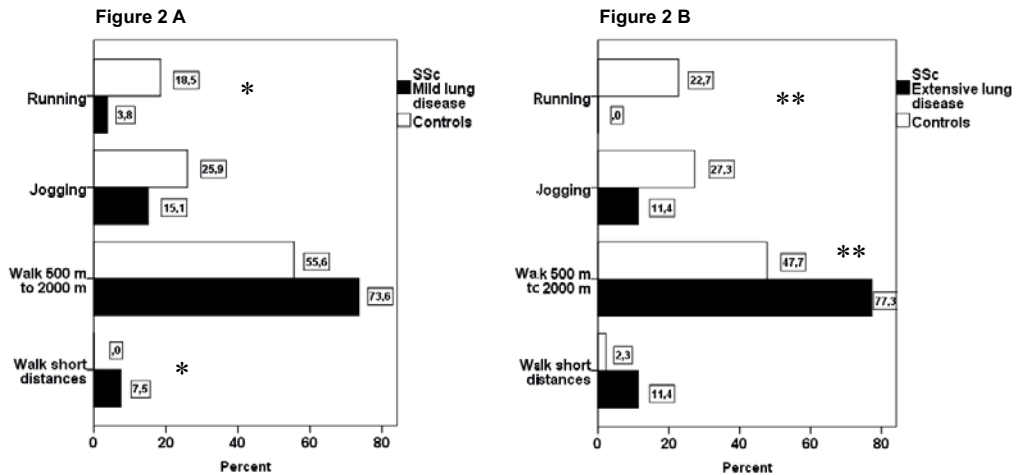 Figure 2 A
Running
Jogging
Walk 500 m
to 2000 m
Walk short
distances
18,5
3,8
*
25,9
15,1
55,6
73,6
,0
7,5
*
0
20
40
60
80
Percent
SSc
Mild lung
disease
Controls
Figure 2 B
Running
Jogging
Walk 500 m
to 2000 m
Walk short
distances
22,7
,0
**
27,3
11,4
47,7
**
77,3
2,3
11,4
0
20
40
60
80
Percent
SSc
Extensive lung
disease
Controls